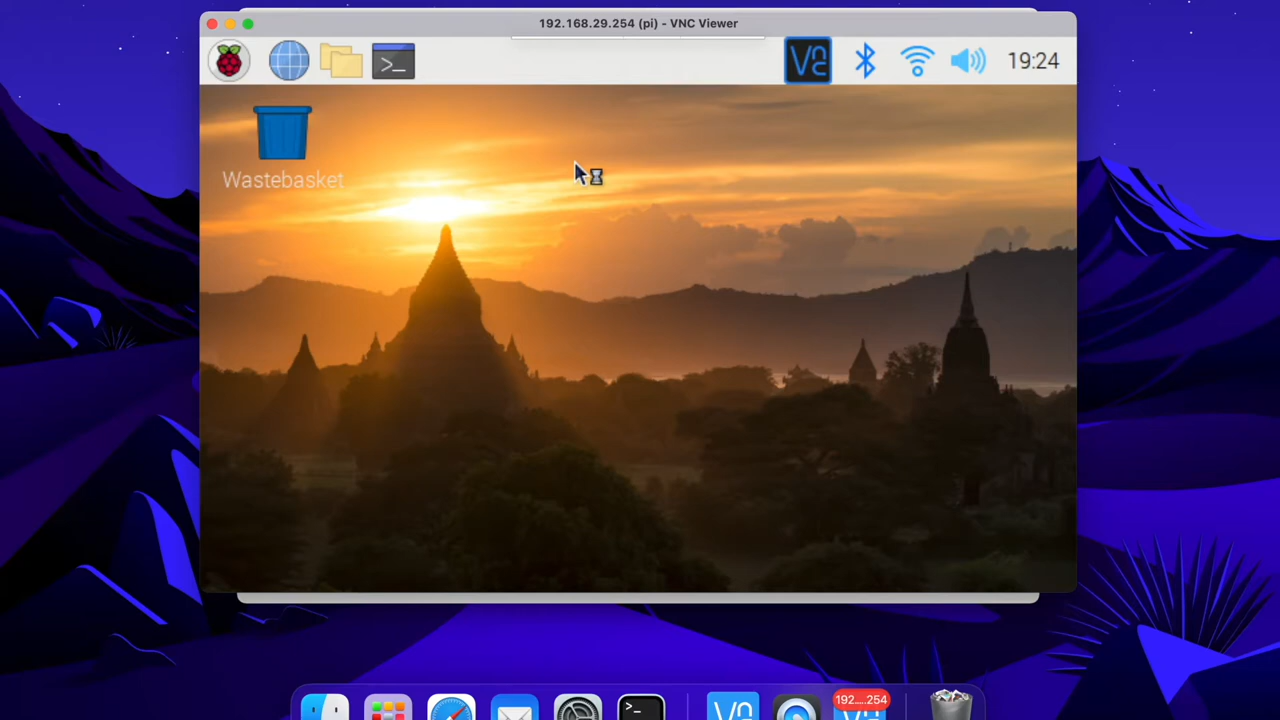 192.168.29.254 (pi) - VNC Viewer
>_
19:24
Wastebasket
>_
192.....254